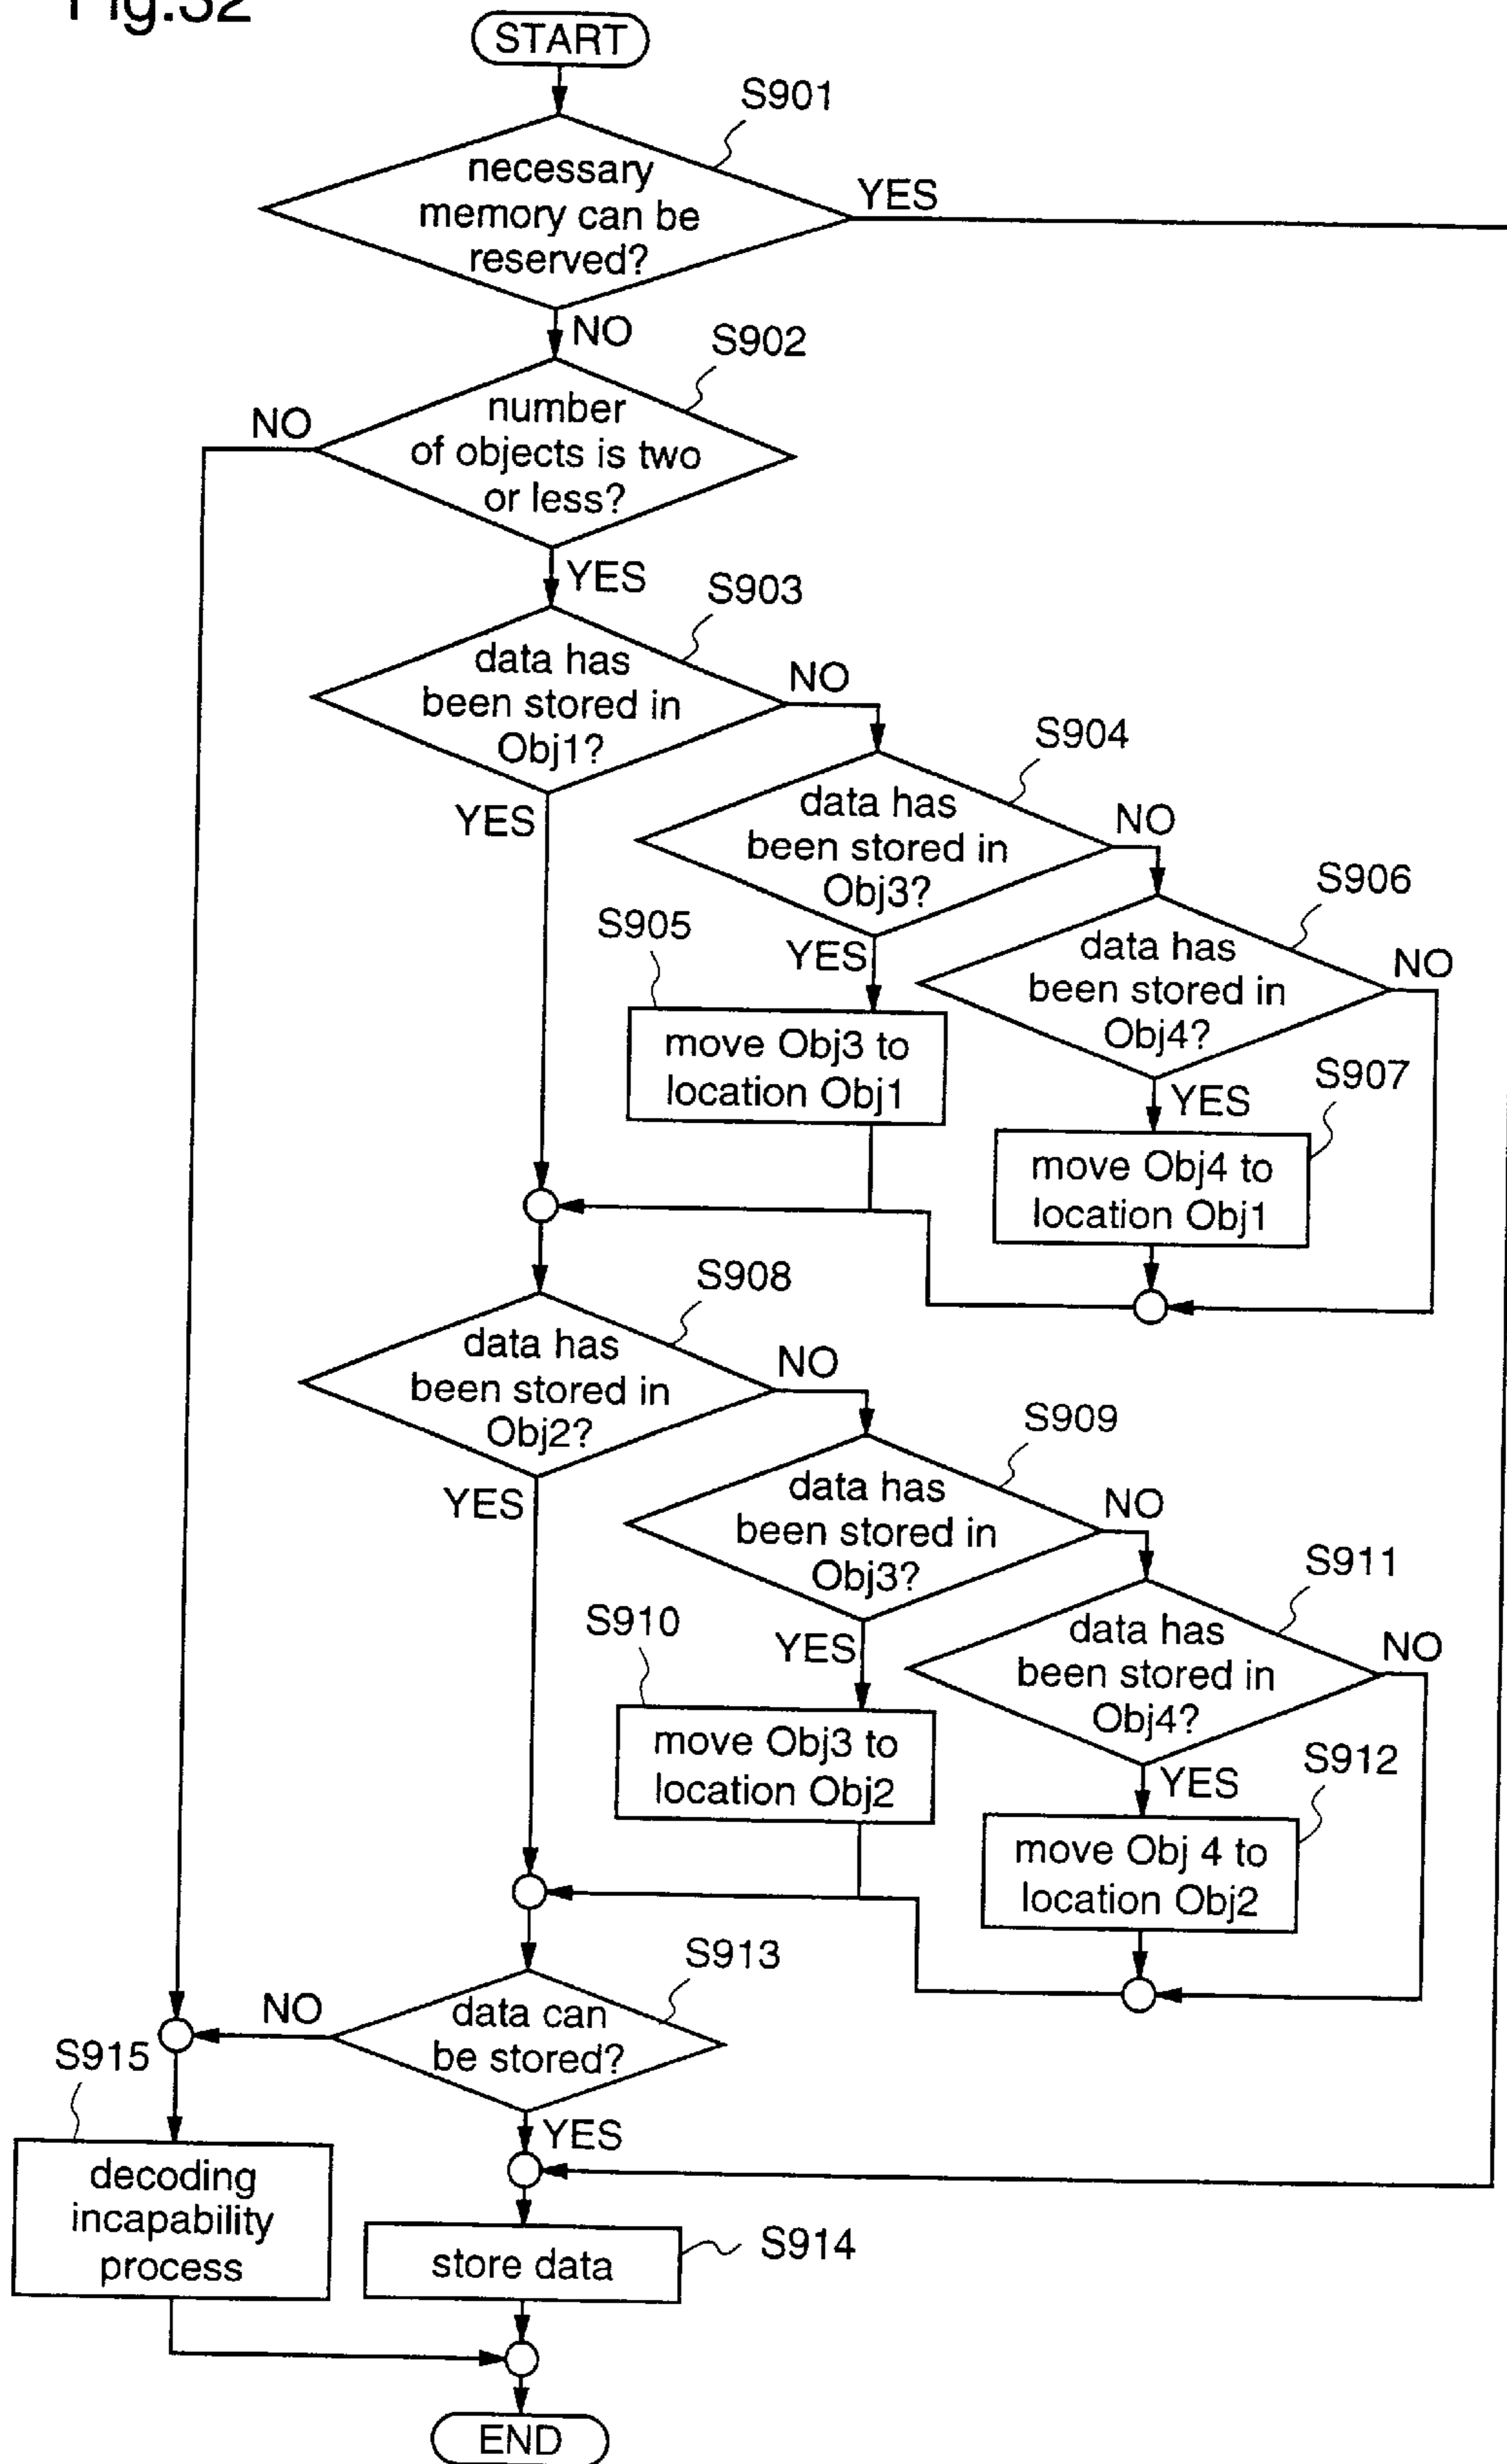 Fig.32
START
S901
necessary
memory can be
reserved?
YES
NO
S902
number
of objects is two
or less?
NO
YES
S903
data has
been stored in
Obj1?
NO
YES
S904
data has
been stored in
Obj3?
NO
YES
S905
move Obj3 to
location Obj1
S906
data has
been stored in
Obj4?
NO
YES
S907
move Obj4 to
location Obj1
S908
data has
been stored in
Obj2?
NO
YES
S909
data has
been stored in
Obj3?
NO
YES
S910
move Obj3 to
location Obj2
S911
data has
been stored in
Obj4?
NO
YES
S912
move Obj 4 to
location Obj2
S913
data can
be stored?
NO
YES
S915
decoding
incapability
process
S914
store data
END